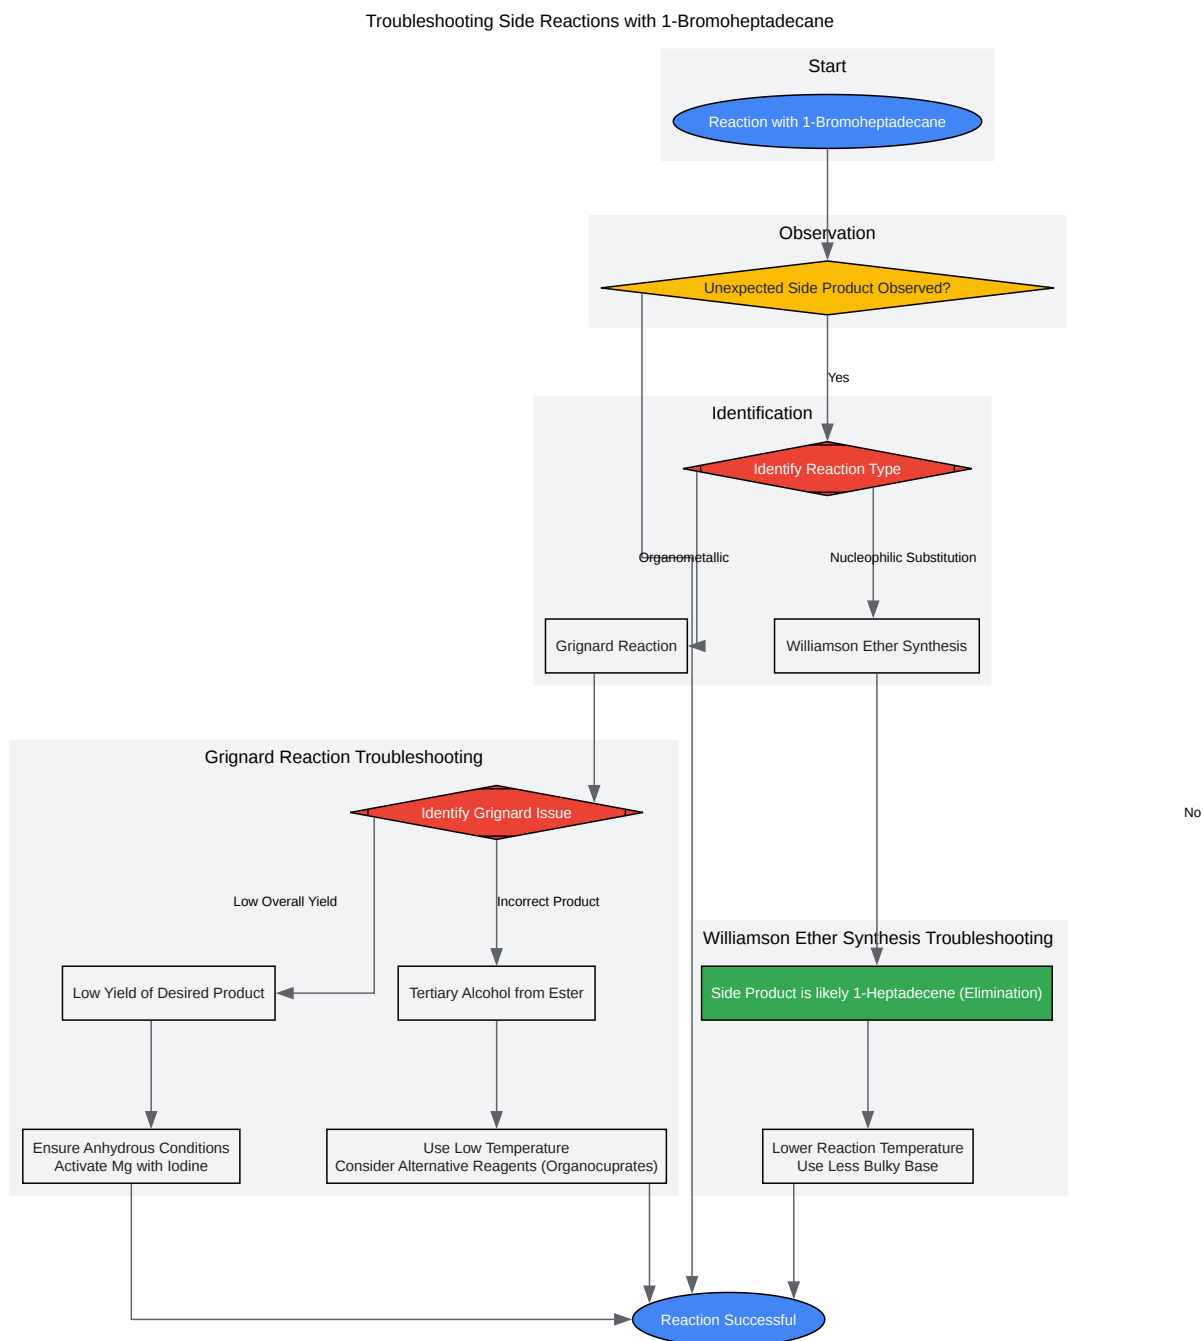 Troubleshooting Side Reactions with 1-Bromoheptadecane
Start
Reaction with 1-Bromoheptadecane
Observation
Unexpected Side Product Observed?
Yes
Identification
Identify Reaction Type
Organometallic
Nucleophilic Substitution
Grignard Reaction
Williamson Ether Synthesis
Grignard Reaction Troubleshooting
Identify Grignard Issue
No
Low Overall Yield
Incorrect Product
Williamson Ether Synthesis Troubleshooting
Low Yield of Desired Product
Tertiary Alcohol from Ester
Side Product is likely 1-Heptadecene (Elimination)
Ensure Anhydrous Conditions
Activate Mg with Iodine
Use Low Temperature
Consider Alternative Reagents (Organocuprates)
Lower Reaction Temperature
Use Less Bulky Base
Reaction Successful